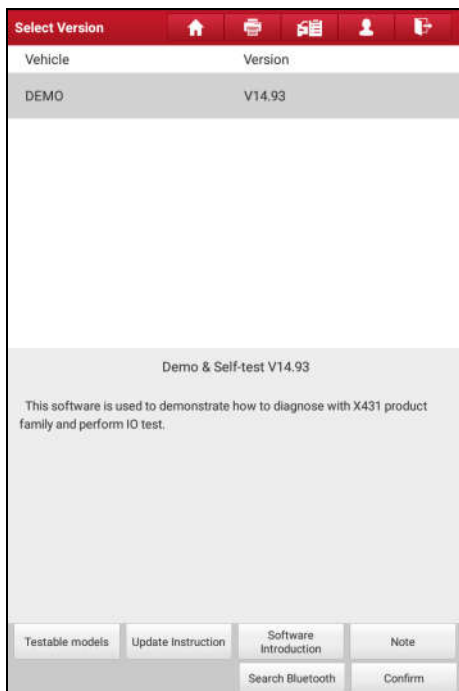 Select Version
Vehicle Version
DEMO V14.93
Demo & Self-test V14.93
This software is used to demonstrate how to diagnose with X431 product
family and perform IO test.
Testable models
Update Instruction
Software
Introduction
Note
Search Bluetooth
Confirm